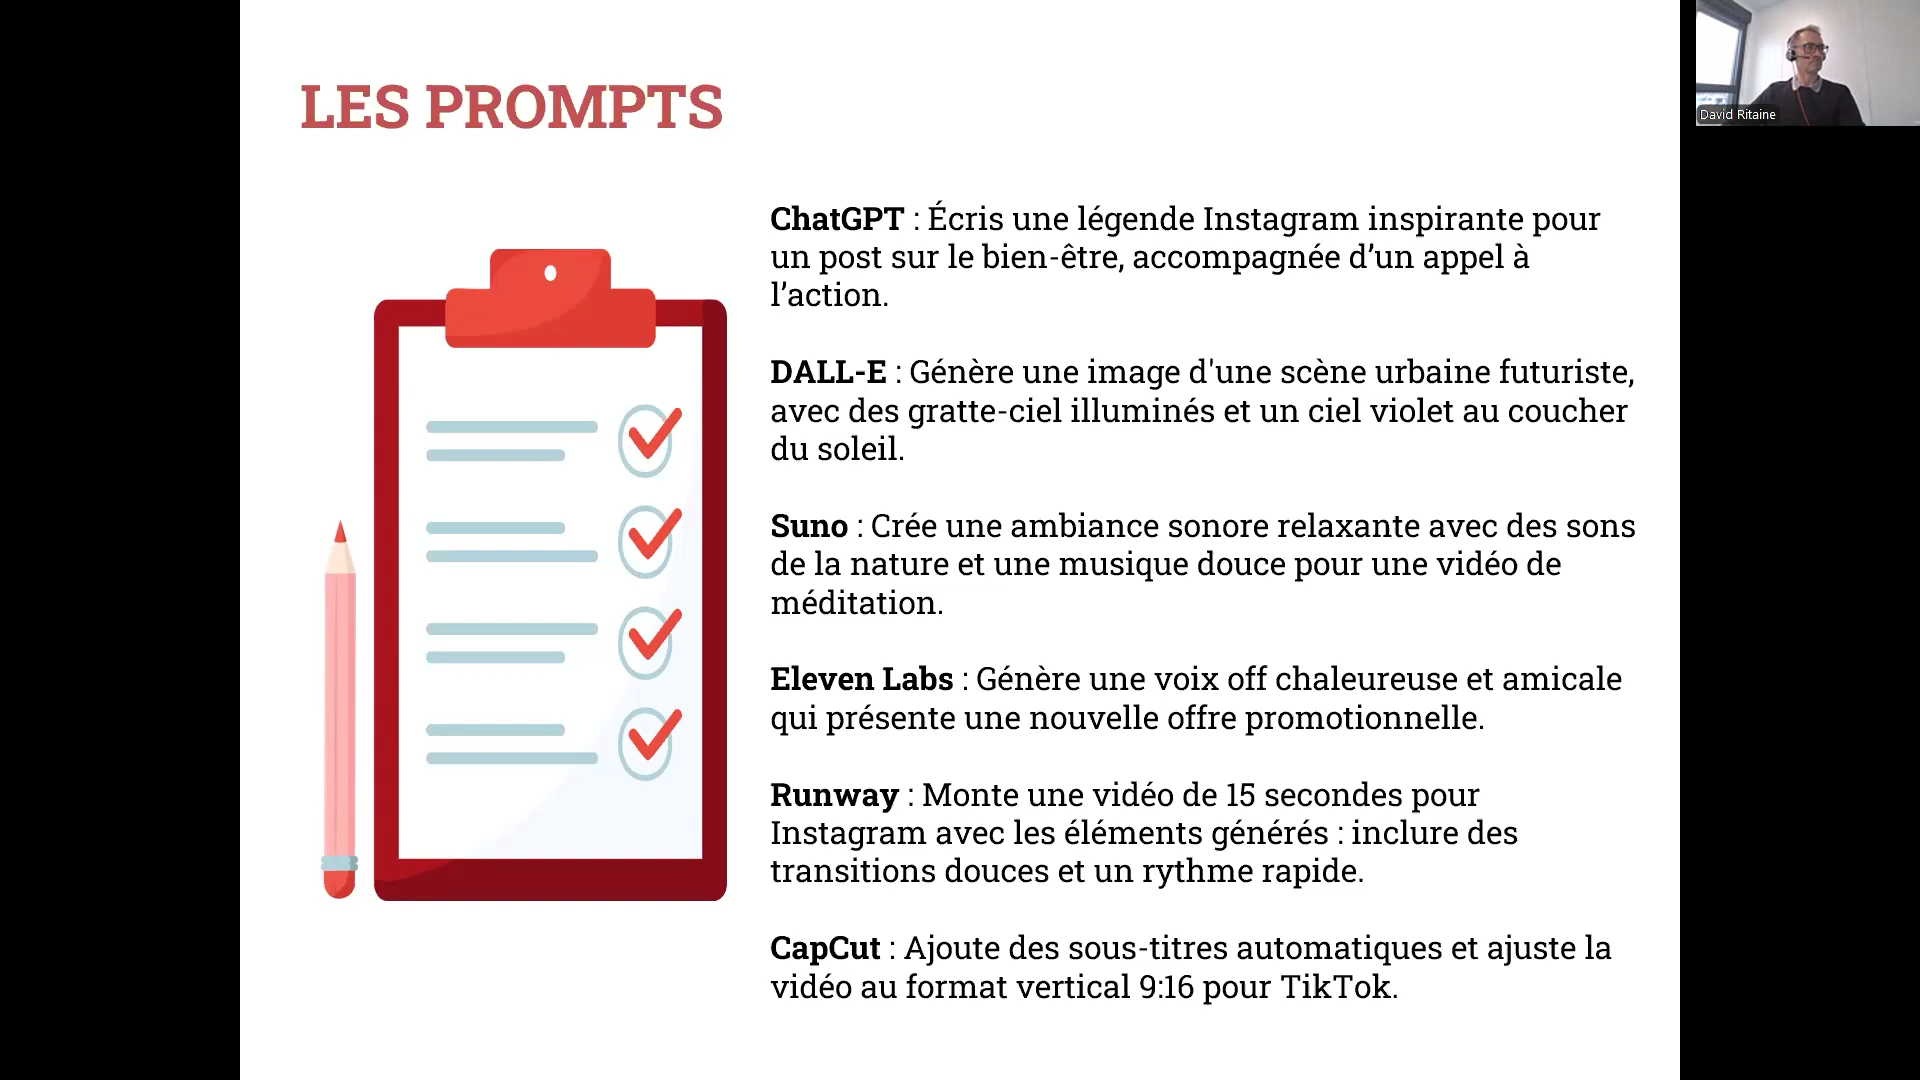 LES PROMPTS
David Ritaine
ChatGPT : Écris une légende Instagram inspirante pour
un post sur le bien-être, accompagnée d’un appel à
l’action.
DALL-E : Génère une image d'une scène urbaine futuriste,
avec des gratte-ciel illuminés et un ciel violet au coucher
du soleil.
Suno : Crée une ambiance sonore relaxante avec des sons
de la nature et une musique douce pour une vidéo de
méditation.
Eleven Labs : Génère une voix off chaleureuse et amicale
qui présente une nouvelle offre promotionnelle.
Runway : Monte une vidéo de 15 secondes pour
Instagram avec les éléments générés : inclure des
transitions douces et un rythme rapide.
CapCut : Ajoute des sous-titres automatiques et ajuste la
vidéo au format vertical 9:16 pour TikTok.